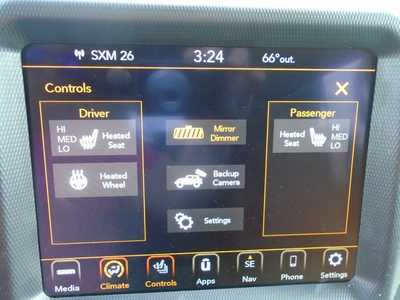 SXM 26 3:24 66°out.
Controls X
Driver
HI
MED
LO
Heated
Seat
Heated
Wheel
Mirror
Dimmer
Backup
Camera
Settings
Passenger
Heated
Seat
HI
MED
LO
Media
Climate
Controls
Apps
SE
Nav
Phone
Settings